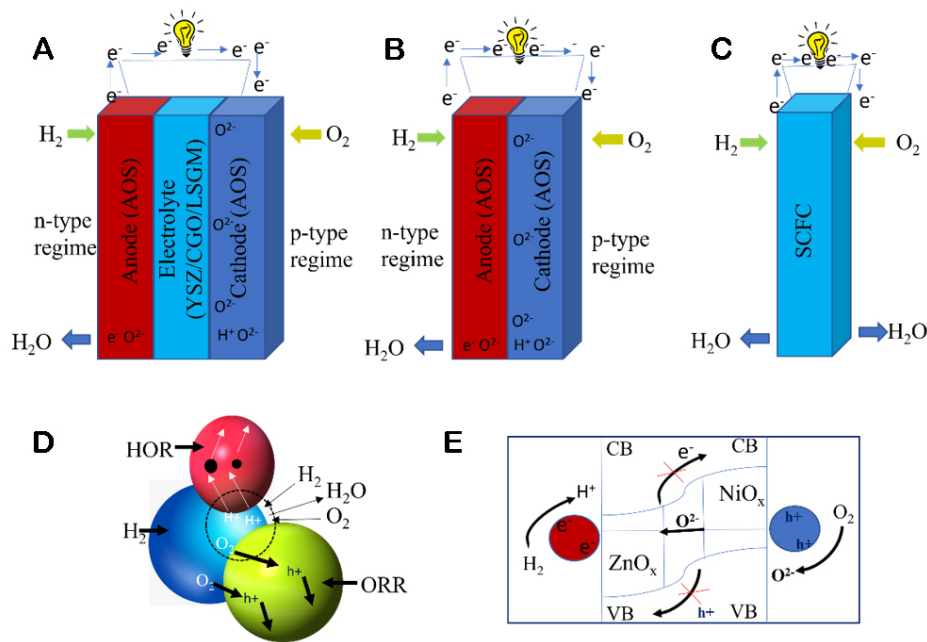 A
e⁻ e⁻ e⁻ e⁻
e⁻
e⁻
H₂
O₂
O²⁻
n-type
regime
Anode (AOS)
Electrolyte
(YSZ/CGO/LSGM)
Cathode (AOS)
O²⁻
p-type
regime
O²⁻
H₂O
e⁻ O²⁻
H⁺ O²⁻
B
e⁻ e⁻ -
e⁻
e⁻
e⁻
H₂
O₂
O²⁻
n-type
regime
Anode (AOS)
Cathode (AOS)
O²⁻
p-type
regime
O²⁻
H₂O
e⁻ O²⁻
H⁺ O²⁻
C
e⁻ e⁻ e⁻ e⁻
e⁻
e⁻
H₂
O₂
SCFC
H₂O
H₂O
D
HOR
H₂
H₂O
O₂
H+ H+
H₂
O₂
O₂
h+
h+
ORR
E
CB
CB
e⁻
NiOₓ
H⁺
e⁻
e⁻
H₂
O²⁻
ZnOₓ
h+
h+
O₂
O²⁻
VB
h+
VB